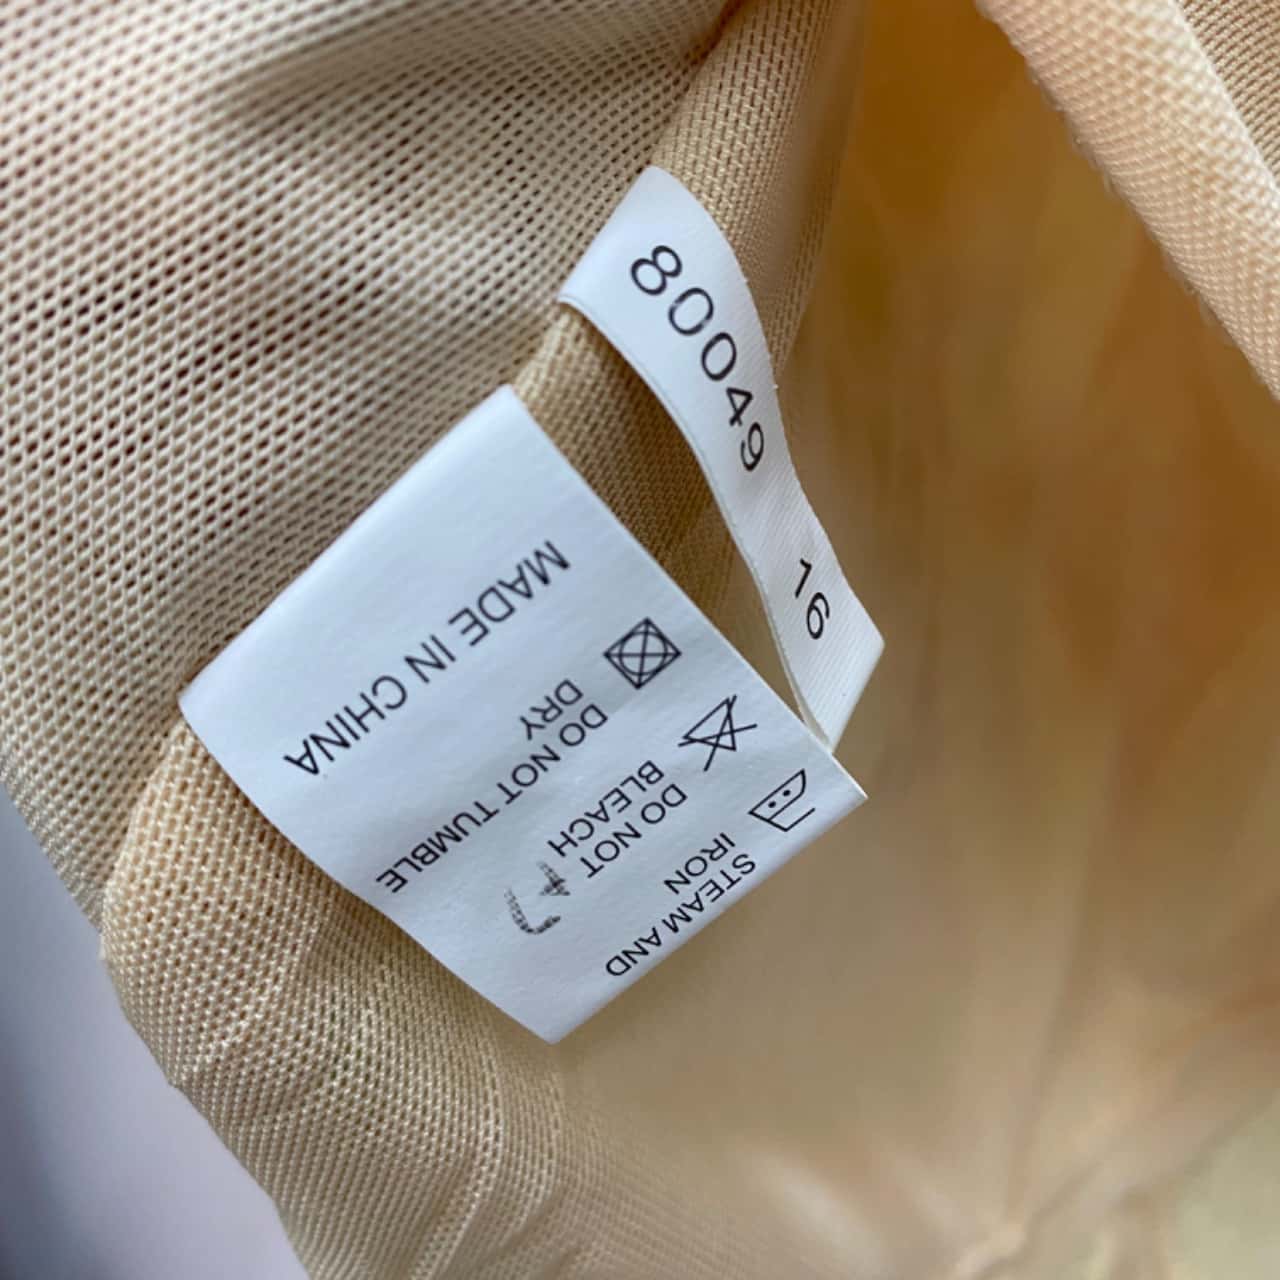 80049 16
STEAM AND
IRON
DO NOT
BLEACH
DO NOT TUMBLE
DRY
MADE IN CHINA